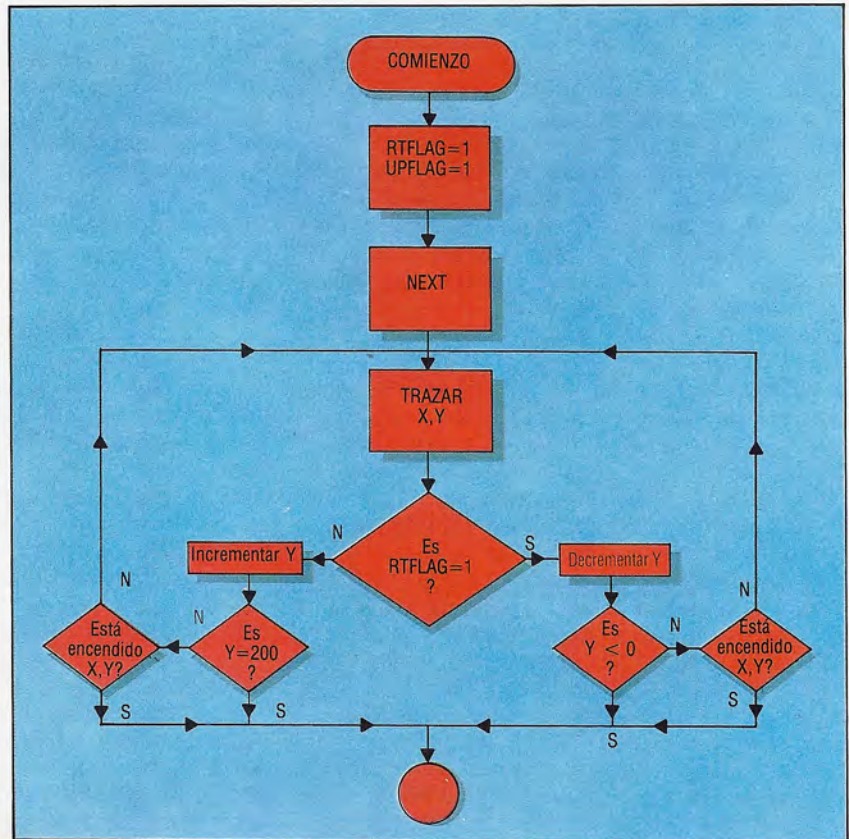 COMIENZO
RTFLAG=1
UPFLAG=1
NEXT
TRAZAR
X,Y
N
Es
RTFLAG=1
?
S
Incrementar Y
Decrementar Y
N
Está
encendido
X,Y?
N
Es
Y=200
?
Es
Y < 0
?
N
N
Está
encendido
X,Y?
S
S
S
S